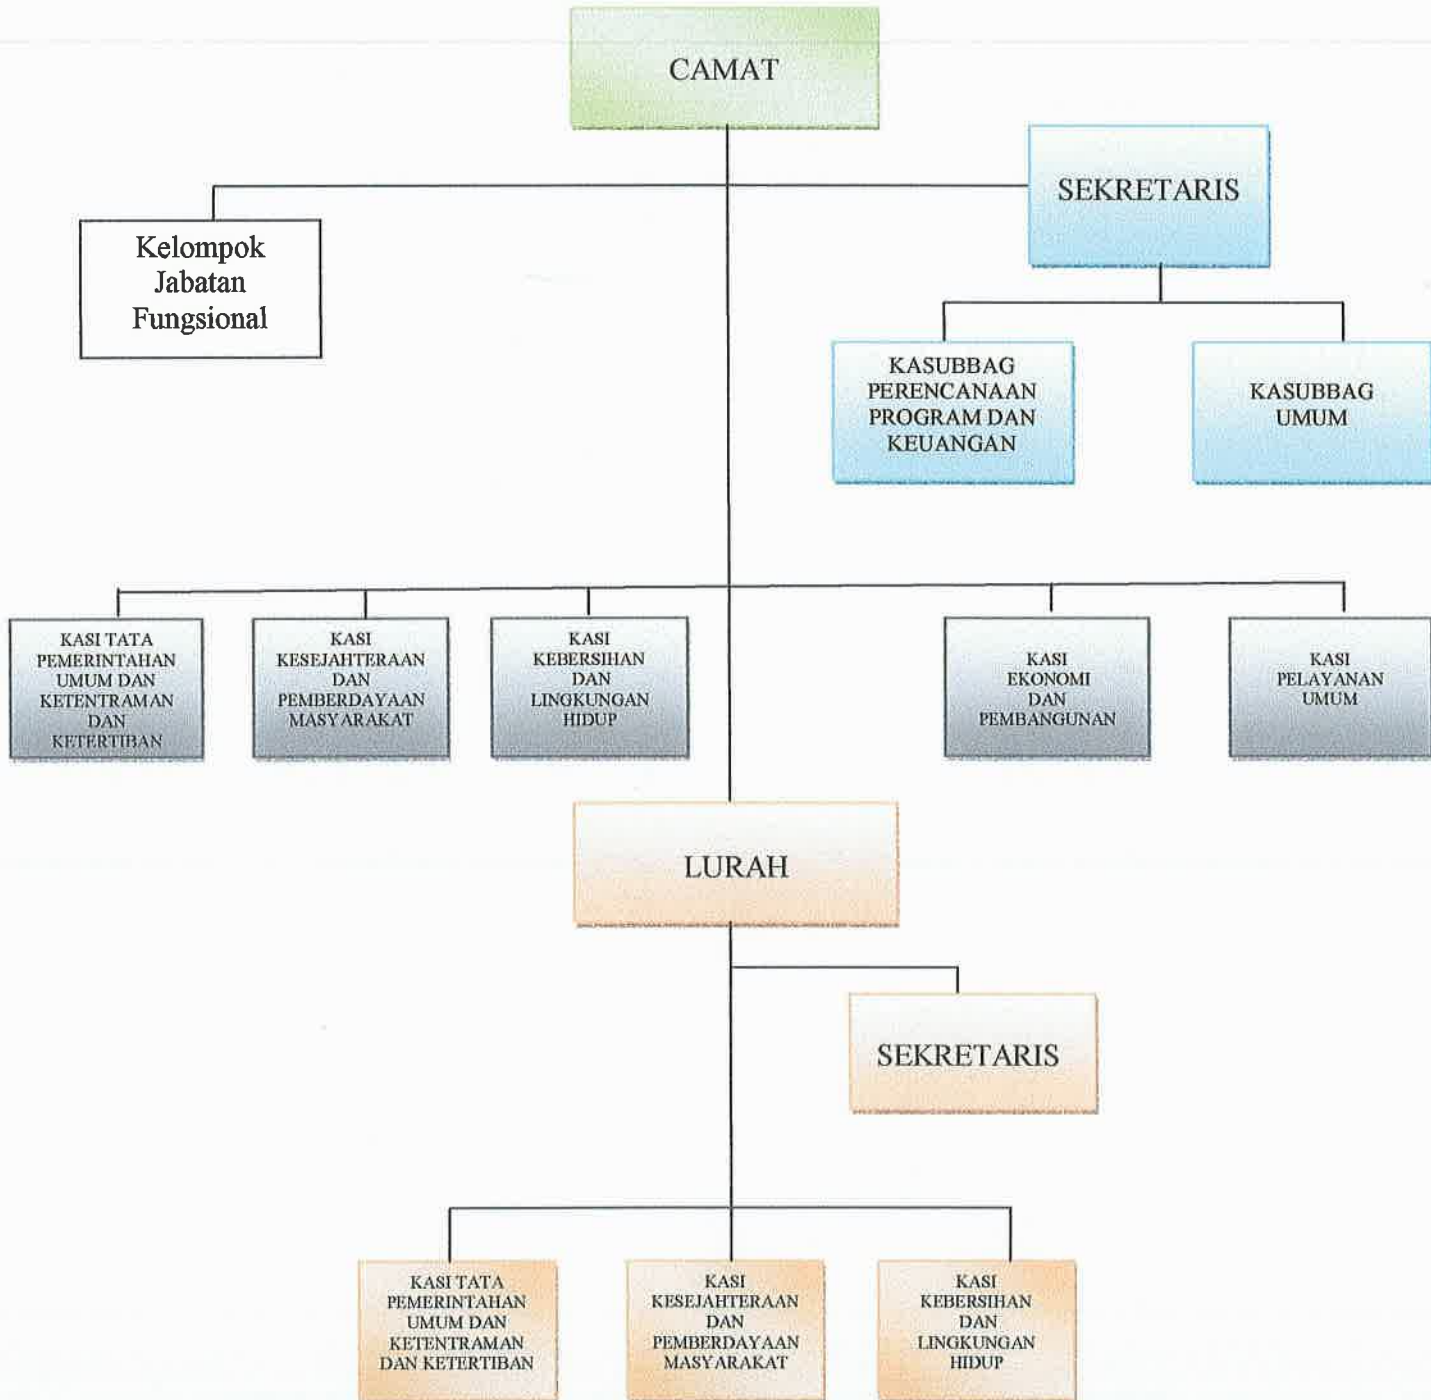 CAMAT
SEKRETARIS
Kelompok
Jabatan
Fungsional
KASUBBAG
PERENCANAAN
PROGRAM DAN
KEUANGAN
KASUBBAG
UMUM
KASI TATA
PEMERINTAHAN
UMUM DAN
KETENTRAMAN
DAN
KETERTIBAN
KASI
KESEJAHTERAAN
DAN
PEMBERDAYAAN
MASYARAKAT
KASI
KEBERSIHAN
DAN
LINGKUNGAN
HIDUP
KASI
EKONOMI
DAN
PEMBANGUNAN
KASI
PELAYANAN
UMUM
LURAH
SEKRETARIS
KASI TATA
PEMERINTAHAN
UMUM DAN
KETENTRAMAN
DAN KETERTIBAN
KASI
KESEJAHTERAAN
DAN
PEMBERDAYAAN
MASYARAKAT
KASI
KEBERSIHAN
DAN
LINGKUNGAN
HIDUP